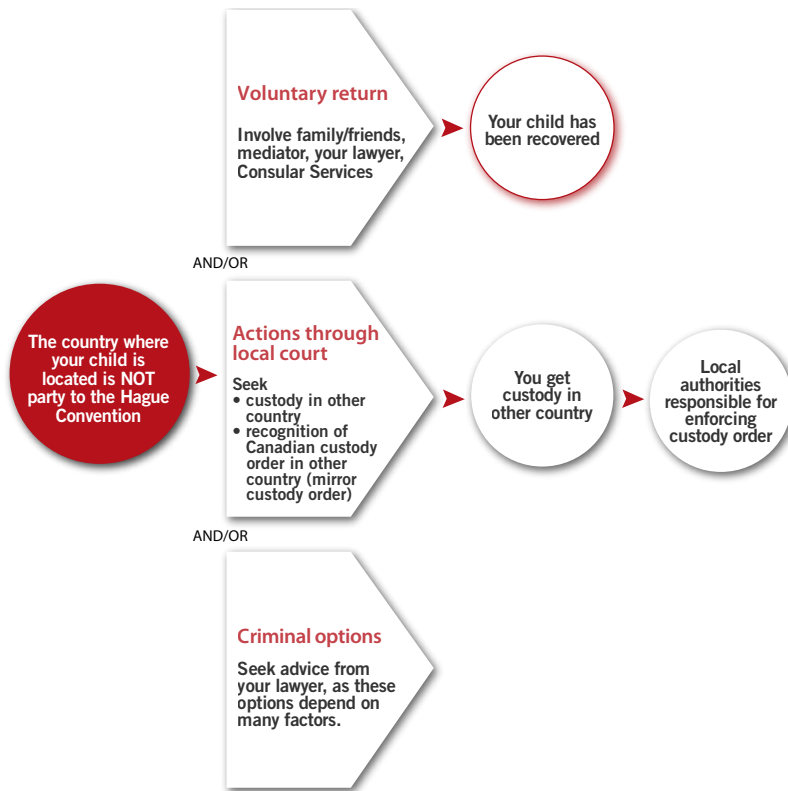 Voluntary return
Involve family/friends,
mediator, your lawyer,
Consular Services
Your child has
been recovered
AND/OR
The country where
your child is
located is NOT
party to the Hague
Convention
Actions through
local court
Seek
• custody in other
country
• recognition of
Canadian custody
order in other
country (mirror
custody order)
You get
custody in
other country
Local
authorities
responsible for
enforcing
custody order
AND/OR
Criminal options
Seek advice from
your lawyer, as these
options depend on
many factors.